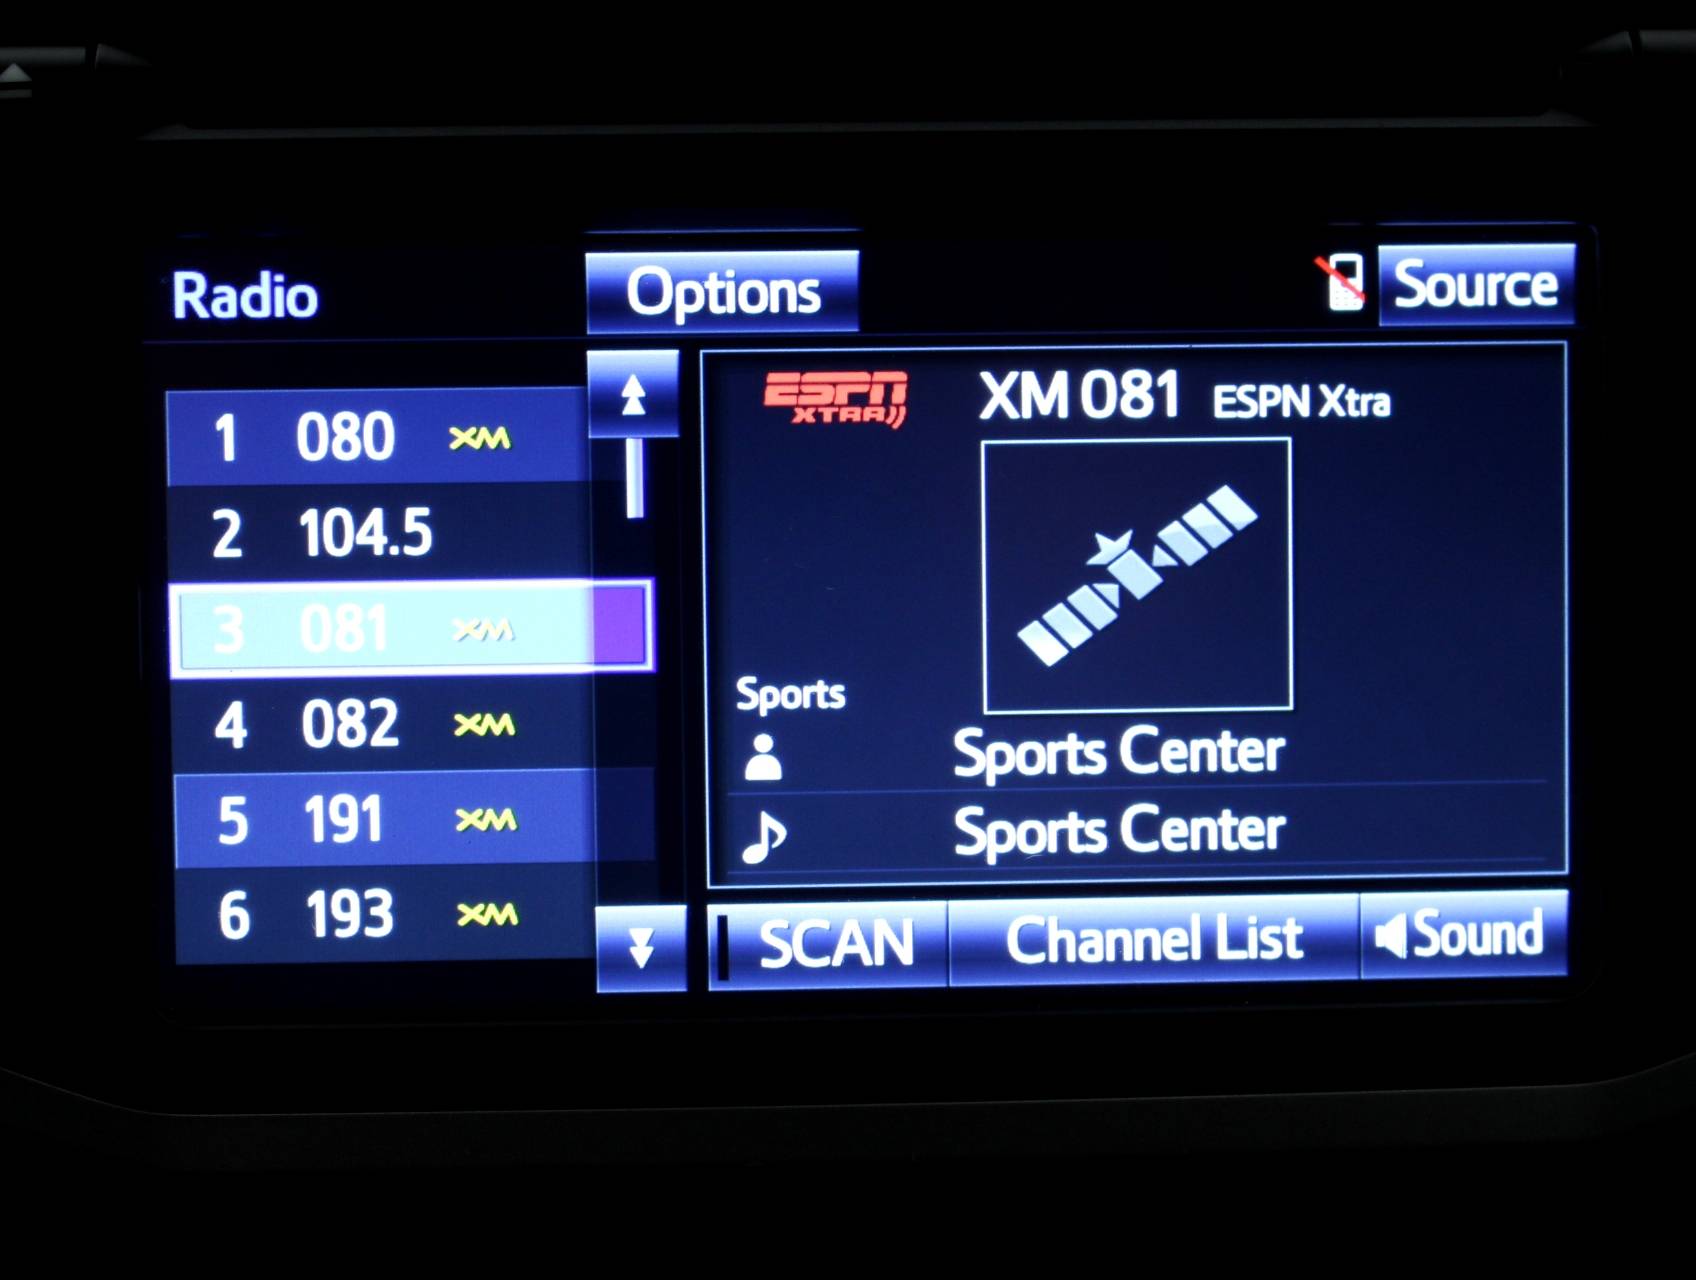 Radio
Options
Source
1 080 XM
2 104.5
3 081 XM
4 082 XM
5 191 XM
6 193 XM
ESPN
XTRA
XM 081 ESPN Xtra
Sports
Sports Center
Sports Center
SCAN
Channel List
Sound